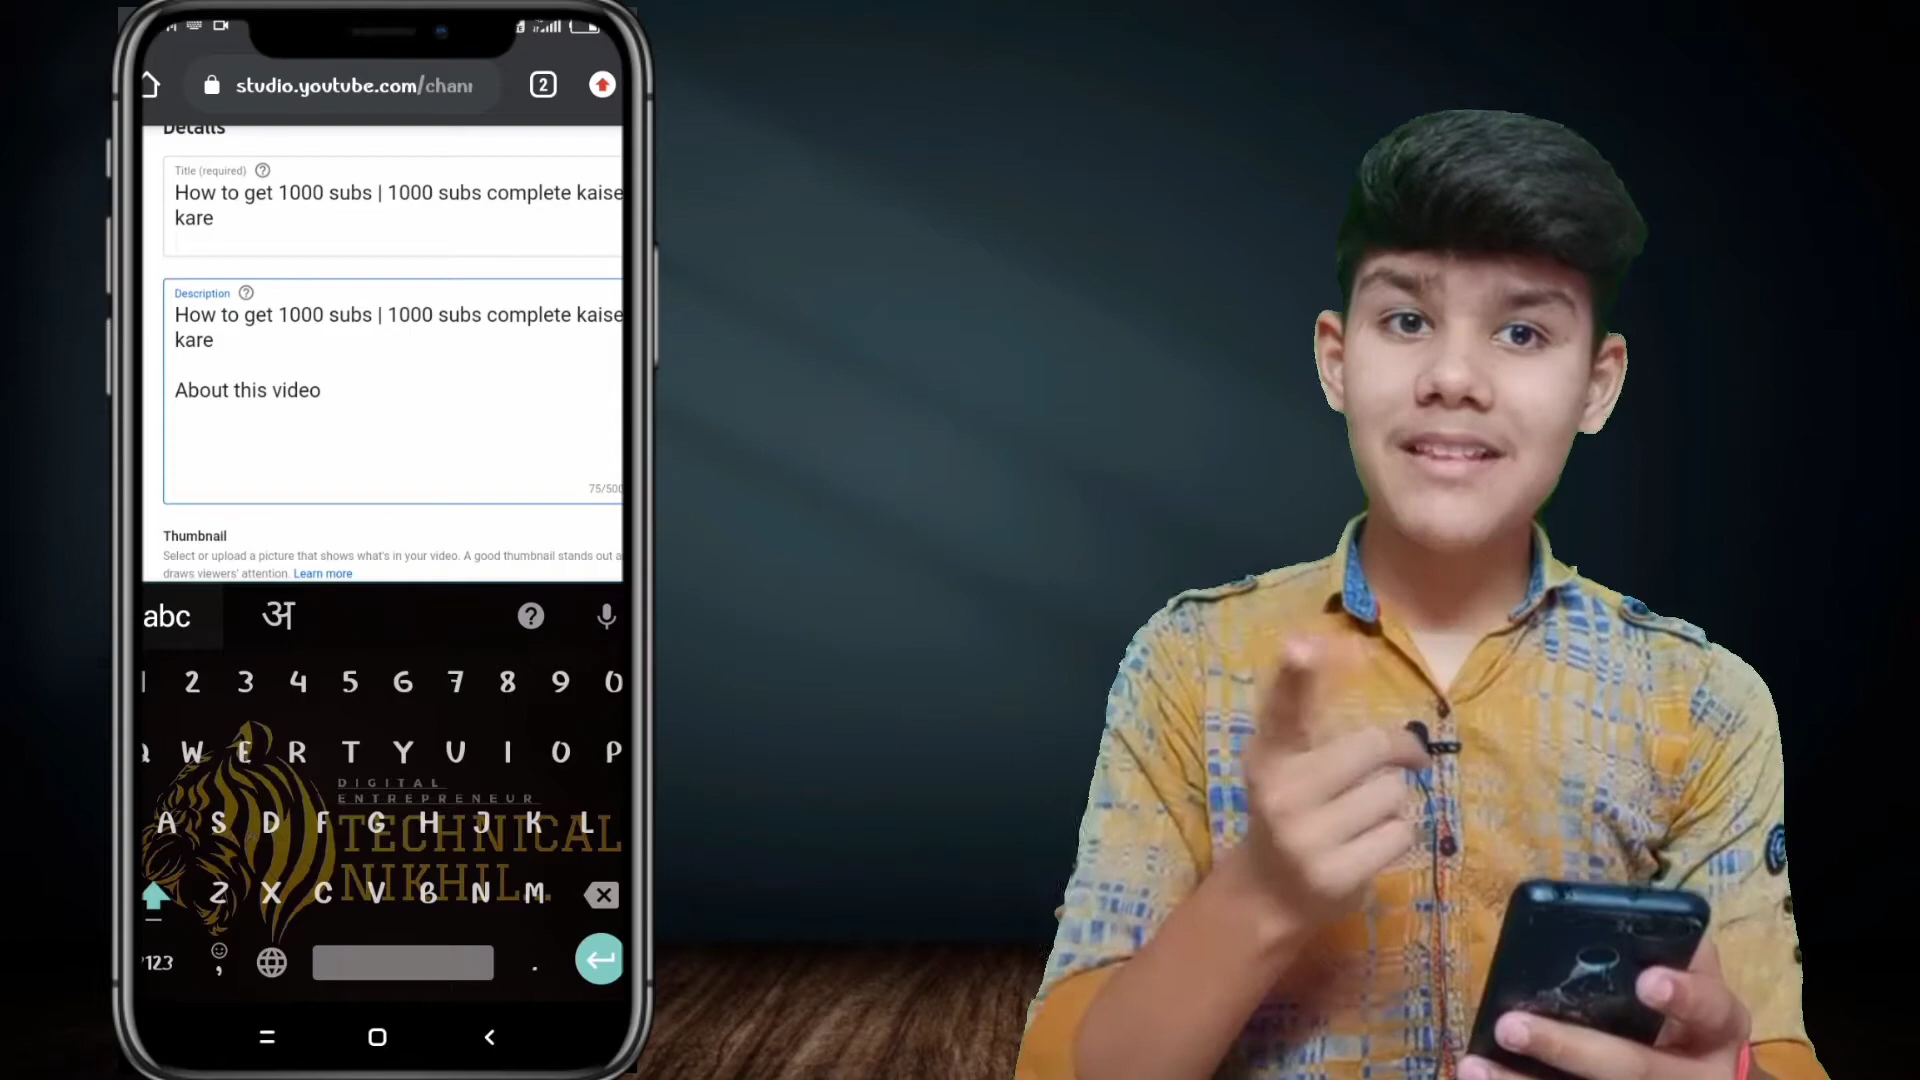 studio.youtube.com/chann
2
Details
Title (required)
How to get 1000 subs | 1000 subs complete kaise
kare
Description
How to get 1000 subs | 1000 subs complete kaise
kare
About this video
75/500
Thumbnail
Select or upload a picture that shows what's in your video. A good thumbnail stands out a
draws viewers' attention. Learn more
abc अ
2 3 4 5 6 7 8 9 0
W E R T Y U I O P
DIGITAL
ENTREPRENEUR
A S D F G H J K L
TECHNICAL
NIKHIL.
Z X C V B N M
?123 , .